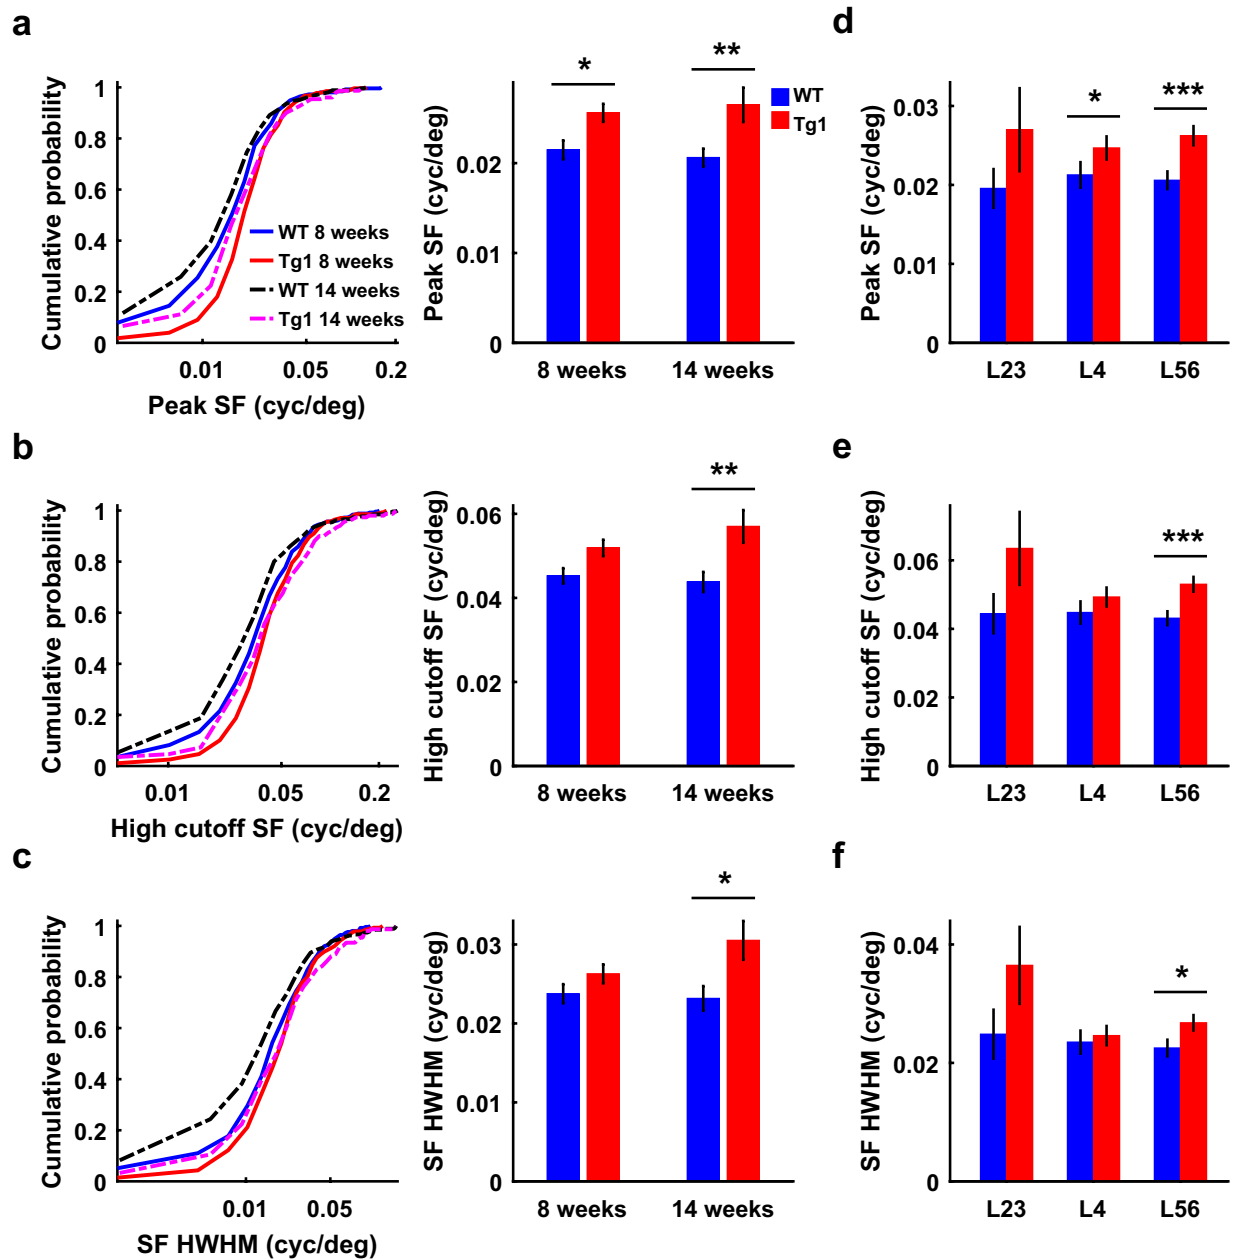 a
Cumulative probability
1
0.8
0.6
0.4
0.2
0
0.01
0.05
0.2
Peak SF (cyc/deg)
WT 8 weeks
Tg1 8 weeks
WT 14 weeks
Tg1 14 weeks
Peak SF (cyc/deg)
0.02
0.01
0
*
**
WT
Tg1
8 weeks
14 weeks
d
Peak SF (cyc/deg)
0.03
0.02
0.01
0
*
***
L23
L4
L56
b
Cumulative probability
1
0.8
0.6
0.4
0.2
0
0.01
0.05
0.2
High cutoff SF (cyc/deg)
High cutoff SF (cyc/deg)
0.06
0.04
0.02
0
**
8 weeks
14 weeks
e
High cutoff SF (cyc/deg)
0.06
0.04
0.02
0
***
L23
L4
L56
c
Cumulative probability
1
0.8
0.6
0.4
0.2
0
0.01
0.05
SF HWHM (cyc/deg)
SF HWHM (cyc/deg)
0.03
0.02
0.01
0
*
8 weeks
14 weeks
f
SF HWHM (cyc/deg)
0.04
0.02
0
*
L23
L4
L56